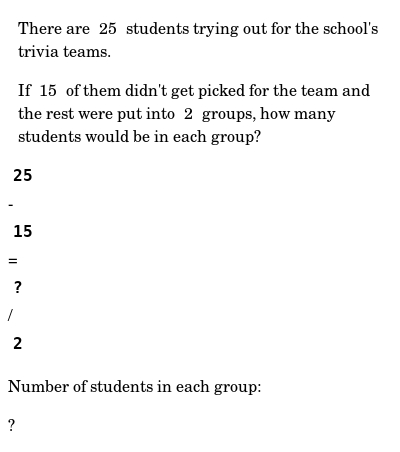 There are 25 students trying out for the school's
trivia teams.
If 15 of them didn't get picked for the team and
the rest were put into 2 groups, how many
students would be in each group?
25
-
15
=
?
/
2
Number of students in each group:
?